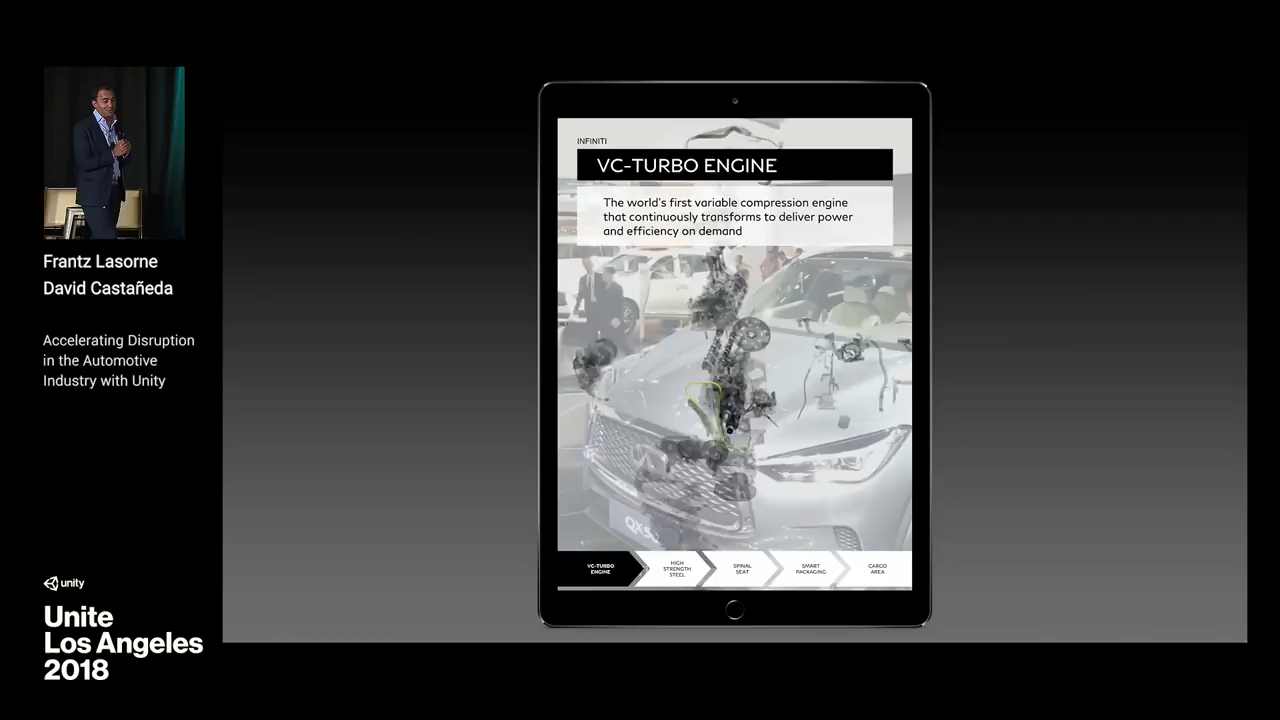 Frantz Lasorne
David Castañeda
Accelerating Disruption
in the Automotive
Industry with Unity
unity
Unite
Los Angeles
2018
INFINITI
VC-TURBO ENGINE
The world's first variable compression engine
that continuously transforms to deliver power
and efficiency on demand
VC-TURBO
ENGINE
HIGH
STRENGTH
STEEL
SPINAL
SEAT
SMART
PACKAGING
CARGO
AREA